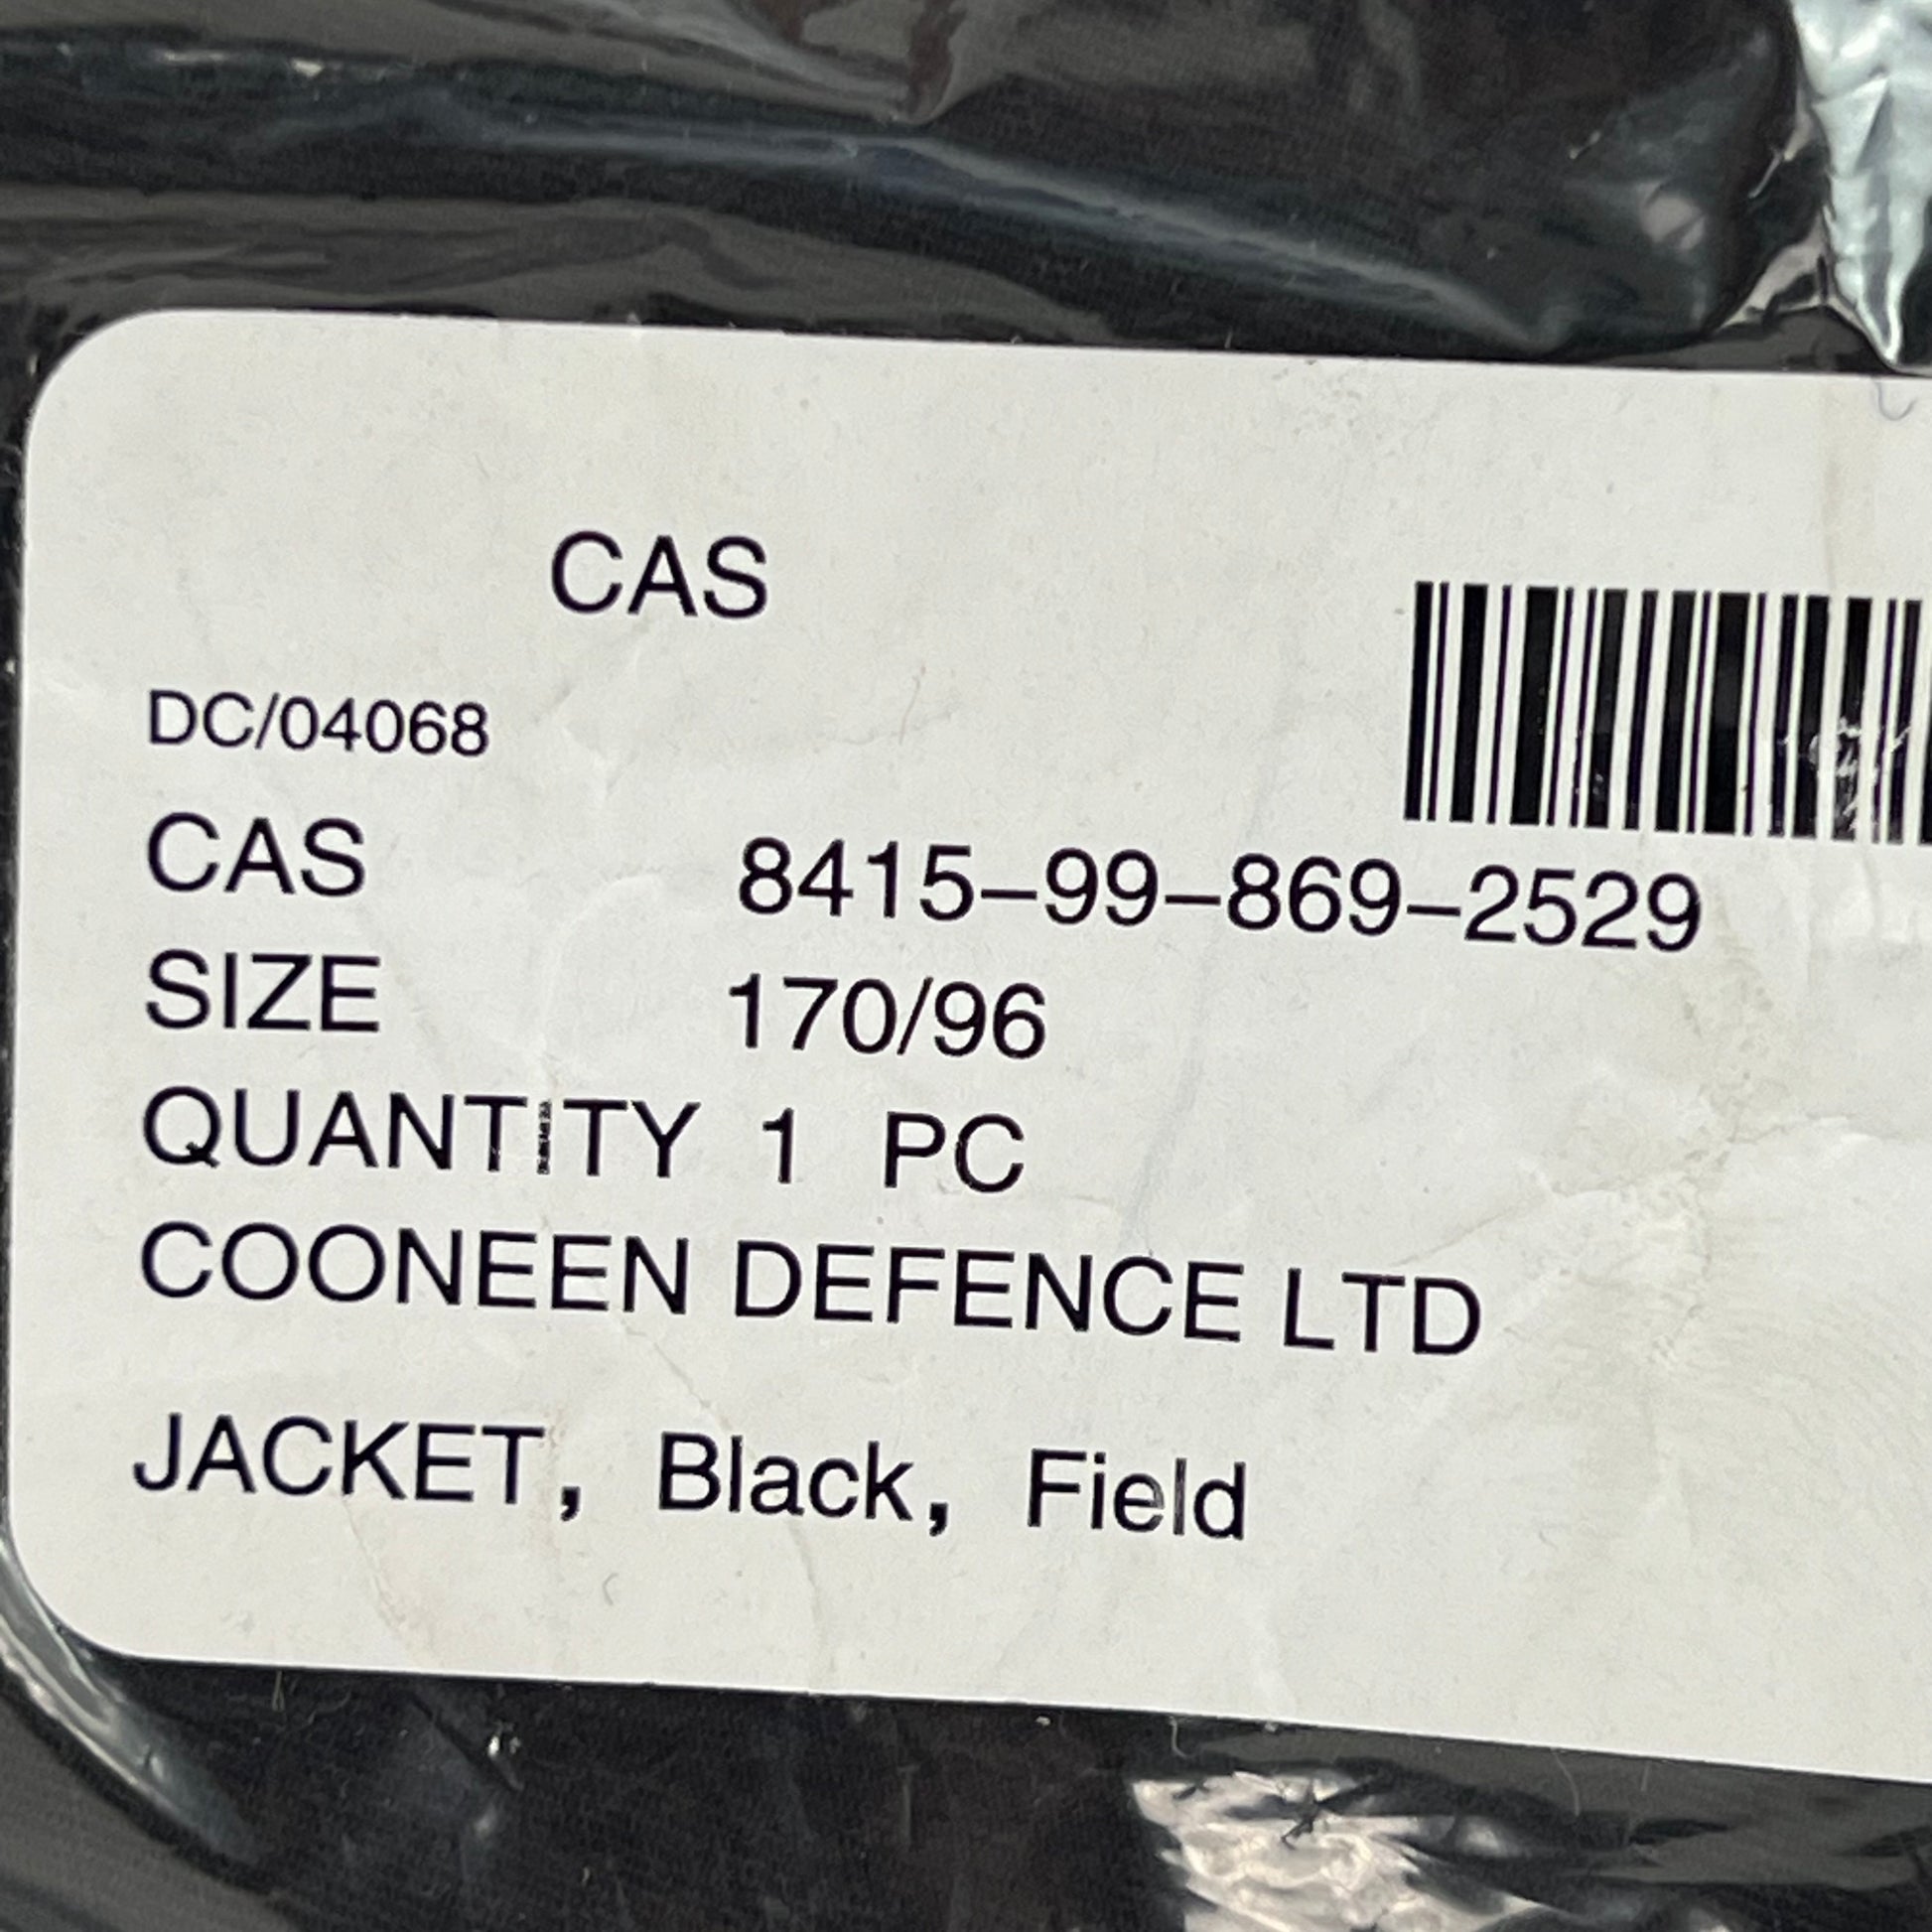 CAS
DC/04068
CAS 8415-99-869-2529
SIZE 170/96
QUANTITY 1 PC
COONEEN DEFENCE LTD
JACKET, Black, Field